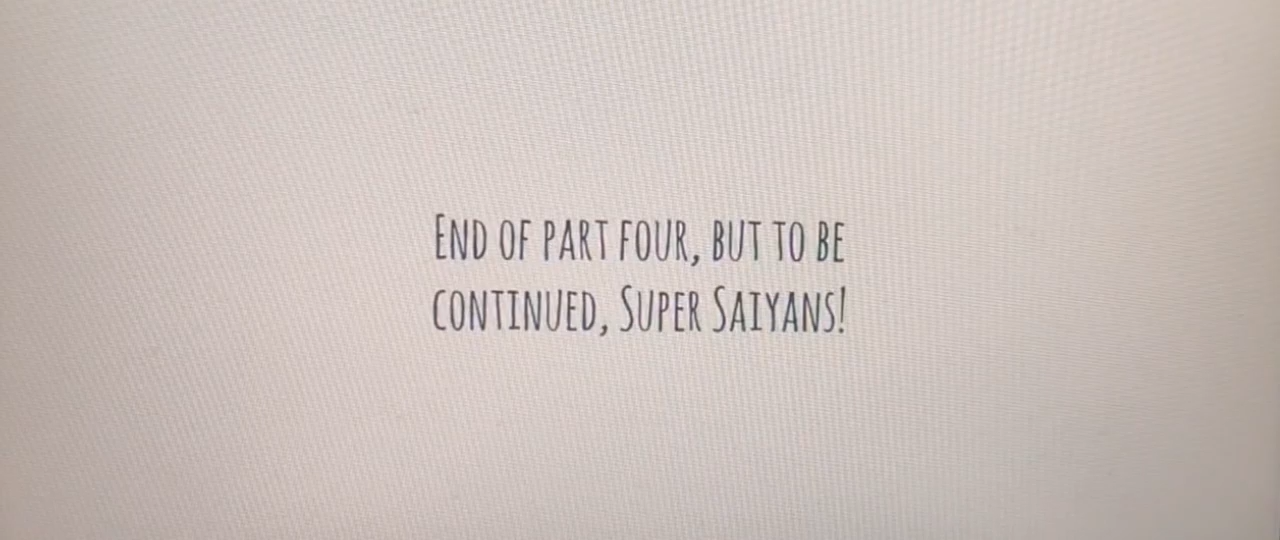 End of part four, but to be
continued, Super Saiyans!